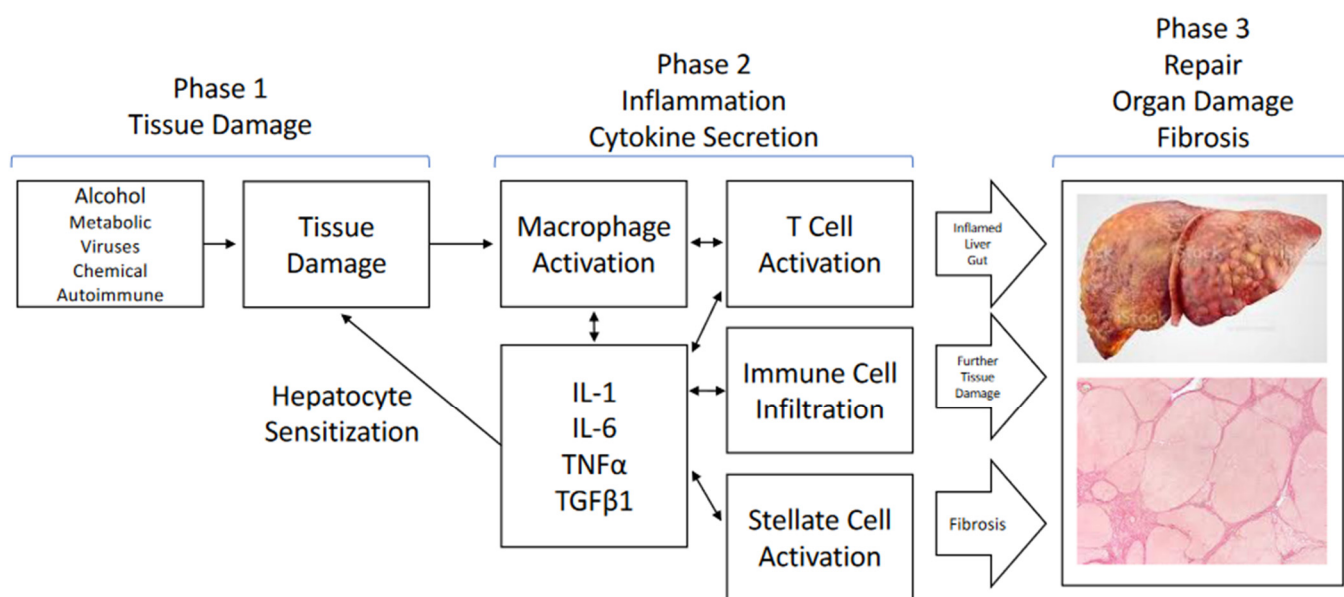 Phase 1
Tissue Damage
Alcohol
Metabolic
Viruses
Chemical
Autoimmune
Tissue
Damage
Hepatocyte
Sensitization
Phase 2
Inflammation
Cytokine Secretion
Macrophage
Activation
T Cell
Activation
IL-1
IL-6
TNFα
TGFβ1
Immune Cell
Infiltration
Stellate Cell
Activation
Inflamed
Liver
Gut
Further
Tissue
Damage
Fibrosis
Phase 3
Repair
Organ Damage
Fibrosis
iStock